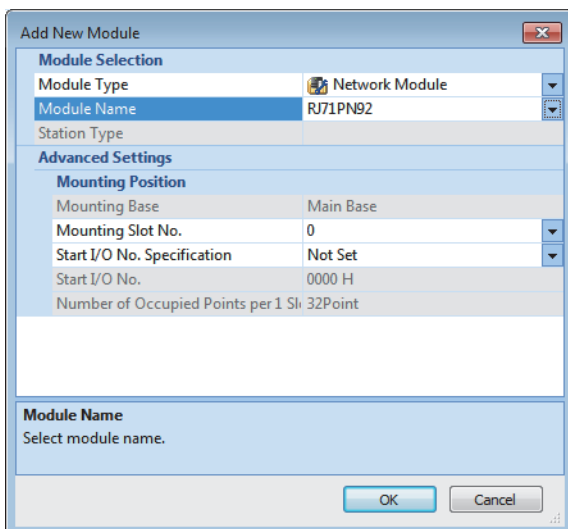 Add New Module
Module Selection
Module Type Network Module
Module Name RJ71PN92
Station Type
Advanced Settings
Mounting Position
Mounting Base Main Base
Mounting Slot No. 0
Start I/O No. Specification Not Set
Start I/O No. 0000 H
Number of Occupied Points per 1 Sl 32Point
Module Name
Select module name.
OK Cancel